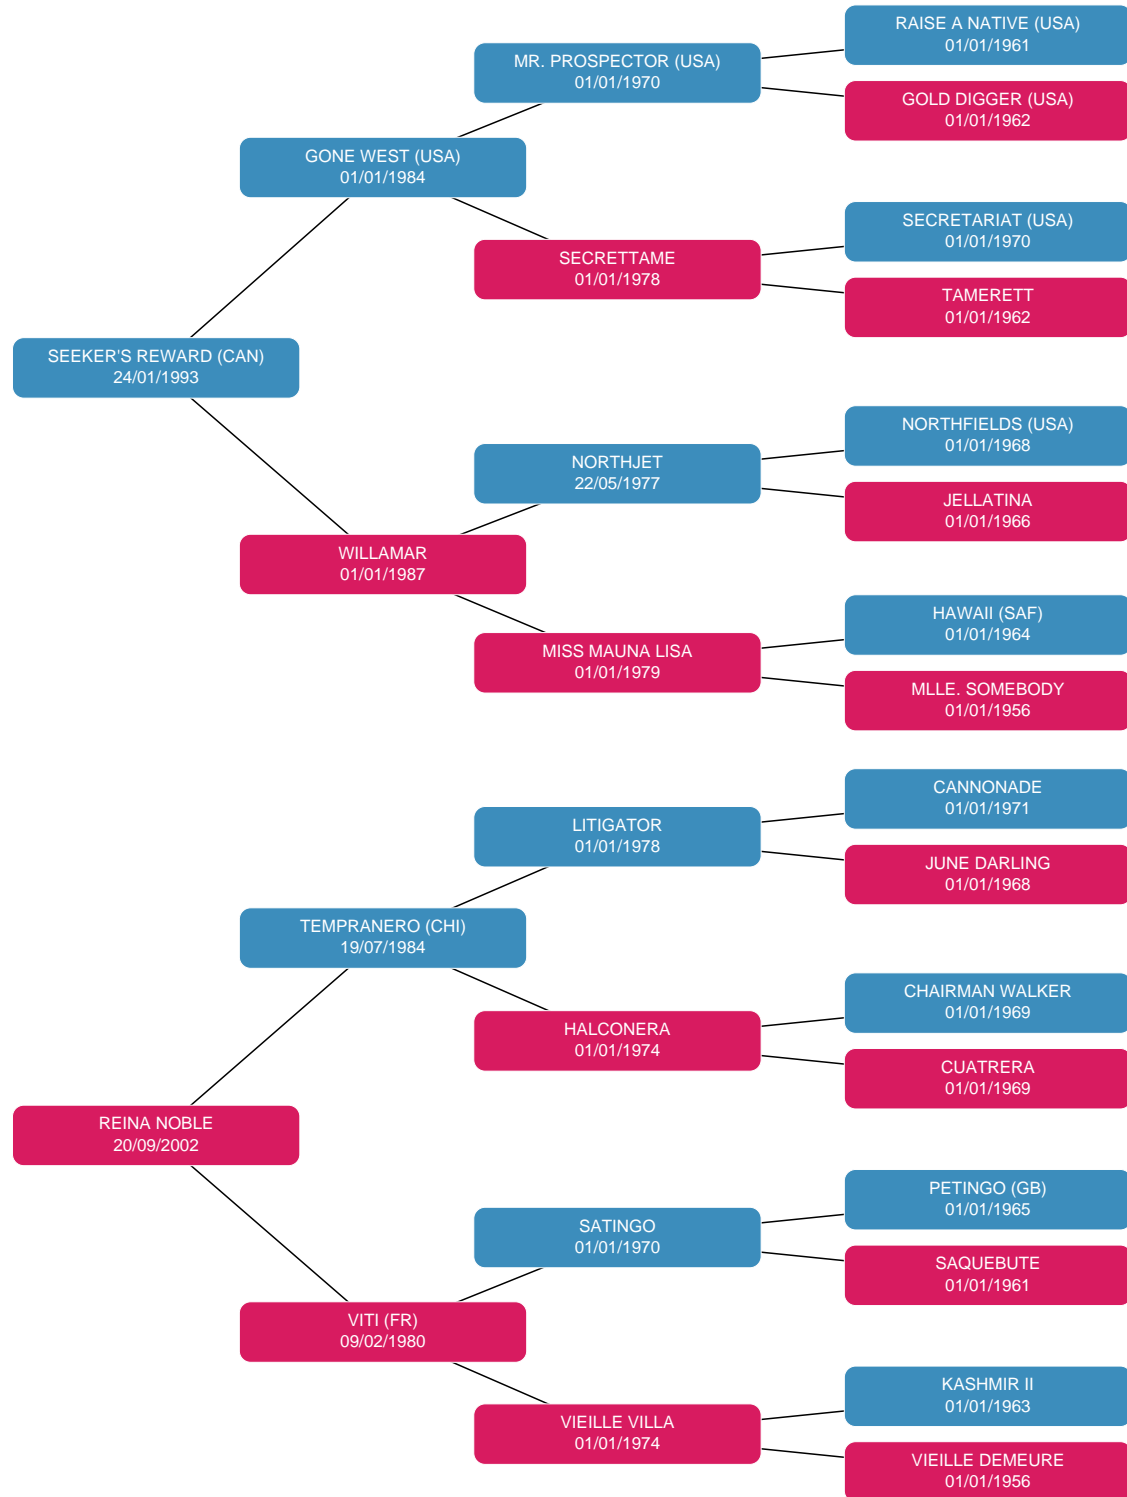 RAISE A NATIVE (USA)
01/01/1961
MR. PROSPECTOR (USA)
01/01/1970
GOLD DIGGER (USA)
01/01/1962
GONE WEST (USA)
01/01/1984
SECRETARIAT (USA)
01/01/1970
SECRETTAME
01/01/1978
TAMERETT
01/01/1962
SEEKER'S REWARD (CAN)
24/01/1993
NORTHFIELDS (USA)
01/01/1968
NORTHJET
22/05/1977
JELLATINA
01/01/1966
WILLAMAR
01/01/1987
HAWAII (SAF)
01/01/1964
MISS MAUNA LISA
01/01/1979
MLLE. SOMEBODY
01/01/1956
CANNONADE
01/01/1971
LITIGATOR
01/01/1978
JUNE DARLING
01/01/1968
TEMPRANERO (CHI)
19/07/1984
CHAIRMAN WALKER
01/01/1969
HALCONERA
01/01/1974
CUATRERA
01/01/1969
REINA NOBLE
20/09/2002
PETINGO (GB)
01/01/1965
SATINGO
01/01/1970
SAQUEBUTE
01/01/1961
VITI (FR)
09/02/1980
KASHMIR II
01/01/1963
VIEILLE VILLA
01/01/1974
VIEILLE DEMEURE
01/01/1956